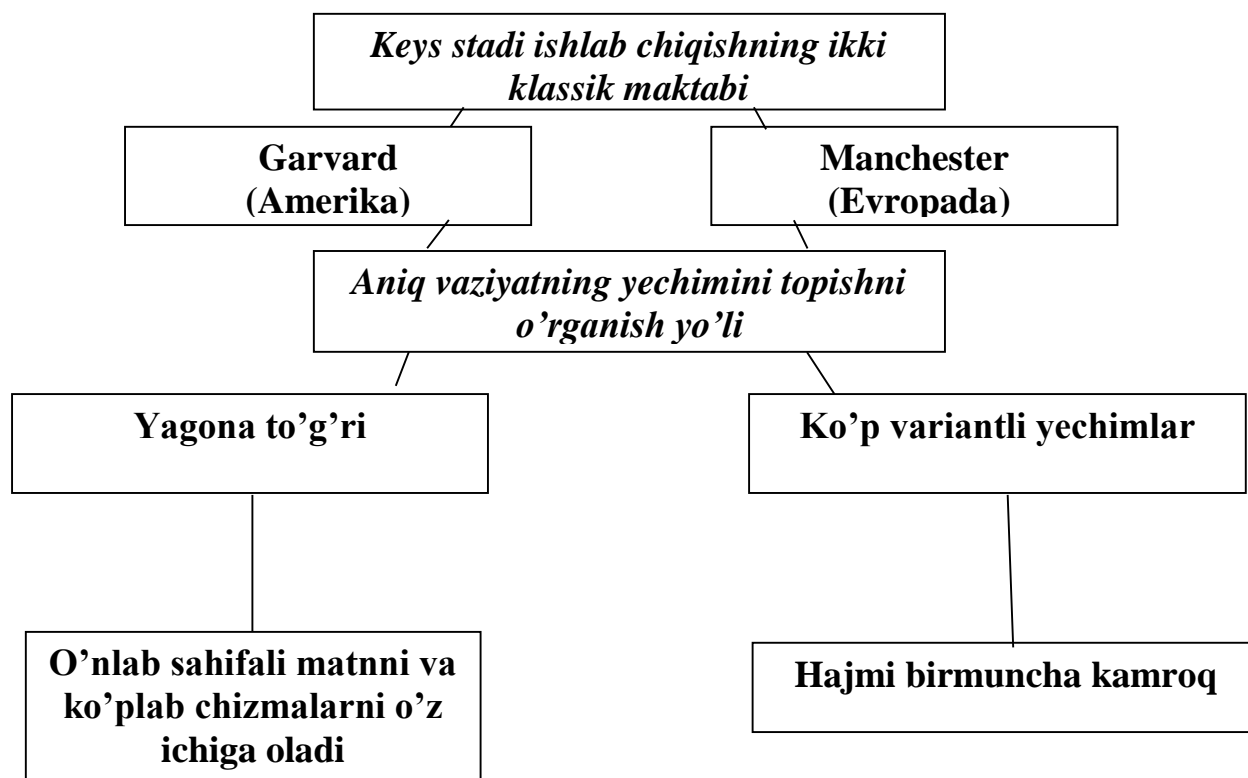 Keys stadi ishlab chiqishning ikki
klassik maktabi
Garvard
(Amerika)
Manchester
(Evropada)
Aniq vaziyatning yechimini topishni
o’rganish yo’li
Yagona to’g’ri
Ko’p variantli yechimlar
O’nlab sahifali matnni va
ko’plab chizmalarni o’z
ichiga oladi
Hajmi birmuncha kamroq